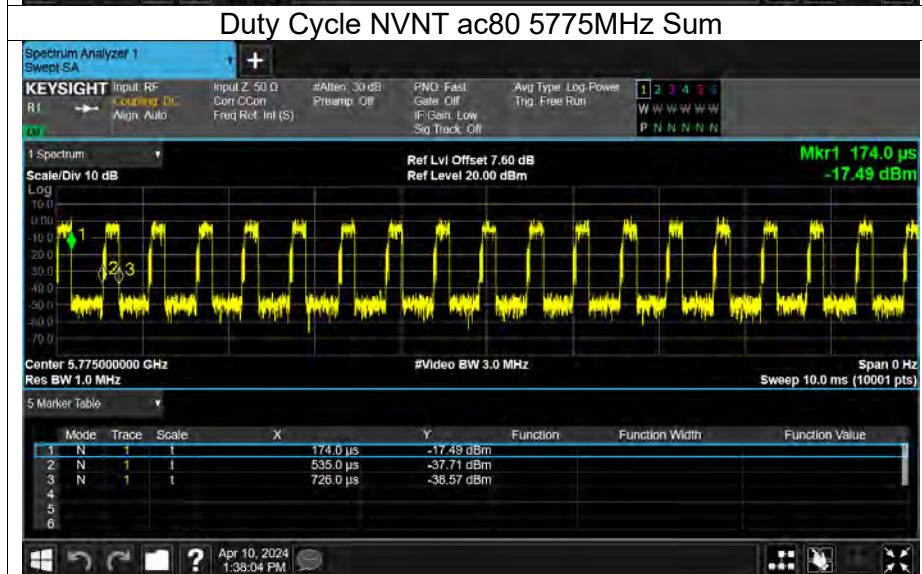 Duty Cycle NVNT ac80 5775MHz Sum
Spectrum Analyzer 1
Swept SA
+
KEYSIGHT Input: RF Input Z: 50 Ω #Atten: 30 dB PNO: Fast Avg Type: Log-Power 1 2 3 4 5 6
Coupling: DC Corr CCorr Preamp: Off Gate: Off Trig: Free Run W W W W W W
Align: Auto Freq Ref: Int (S) IF Gain: Low
Sig Track: Off P N N N N N
1 Spectrum
Ref Lvl Offset 7.60 dB Mkr1 174.0 µs
Scale/Div 10 dB Ref Level 20.00 dBm -17.49 dBm
Log
10.0
0.00
-10.0
-20.0
-30.0
-40.0
-50.0
-60.0
-70.0
1
2 3
Center 5.775000000 GHz #Video BW 3.0 MHz Span 0 Hz
Res BW 1.0 MHz Sweep 10.0 ms (10001 pts)
5 Marker Table
Mode Trace Scale X Y Function Function Width Function Value
1 N 1 t 174.0 µs -17.49 dBm
2 N 1 t 535.0 µs -37.71 dBm
3 N 1 t 726.0 µs -38.57 dBm
4
5
6
? Apr 10, 2024
1:38:04 PM